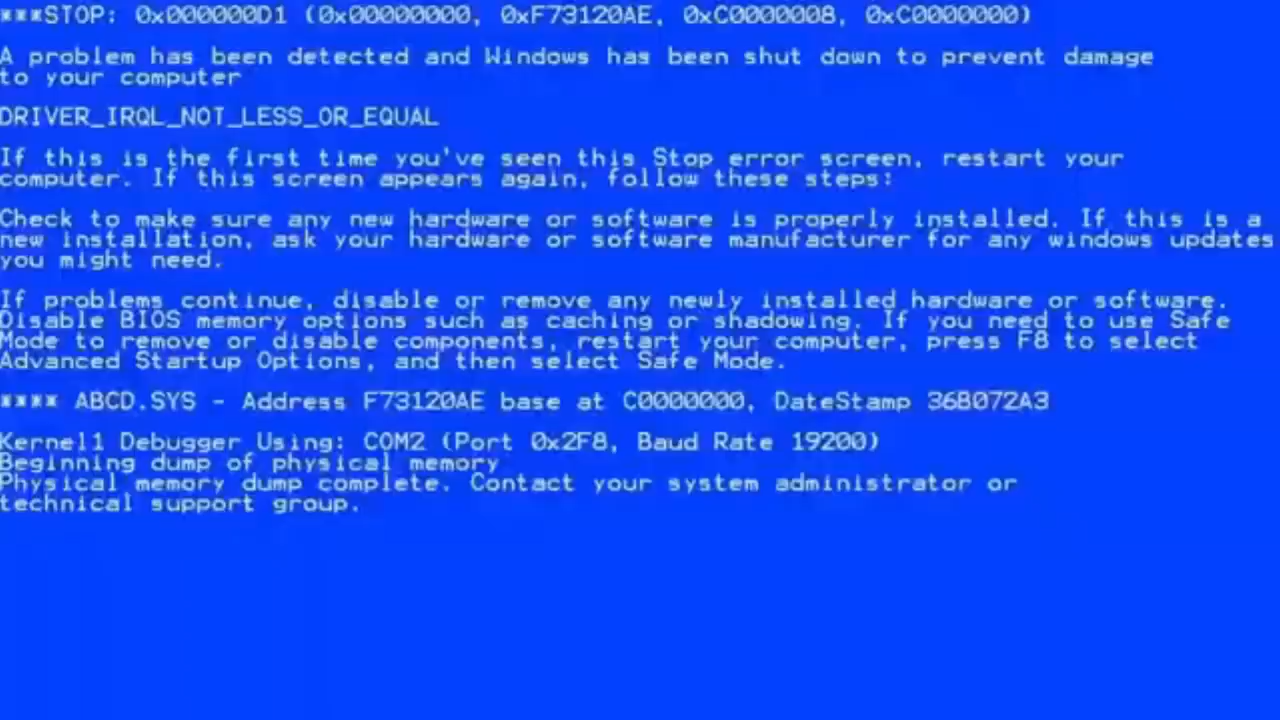 ***STOP: 0x000000D1 (0x00000000, 0xF73120AE, 0xC0000008, 0xC0000000)
A problem has been detected and Windows has been shut down to prevent damage
to your computer
DRIVER_IRQL_NOT_LESS_OR_EQUAL
If this is the first time you've seen this Stop error screen, restart your
computer. If this screen appears again, follow these steps:
Check to make sure any new hardware or software is properly installed. If this is a
new installation, ask your hardware or software manufacturer for any windows updates
you might need.
If problems continue, disable or remove any newly installed hardware or software.
Disable BIOS memory options such as caching or shadowing. If you need to use Safe
Mode to remove or disable components, restart your computer, press F8 to select
Advanced Startup Options, and then select Safe Mode.
**** ABCD.SYS - Address F73120AE base at C0000000, DateStamp 36B072A3
Kernel1 Debugger Using: COM2 (Port 0x2F8, Baud Rate 19200)
Beginning dump of physical memory
Physical memory dump complete. Contact your system administrator or
technical support group.